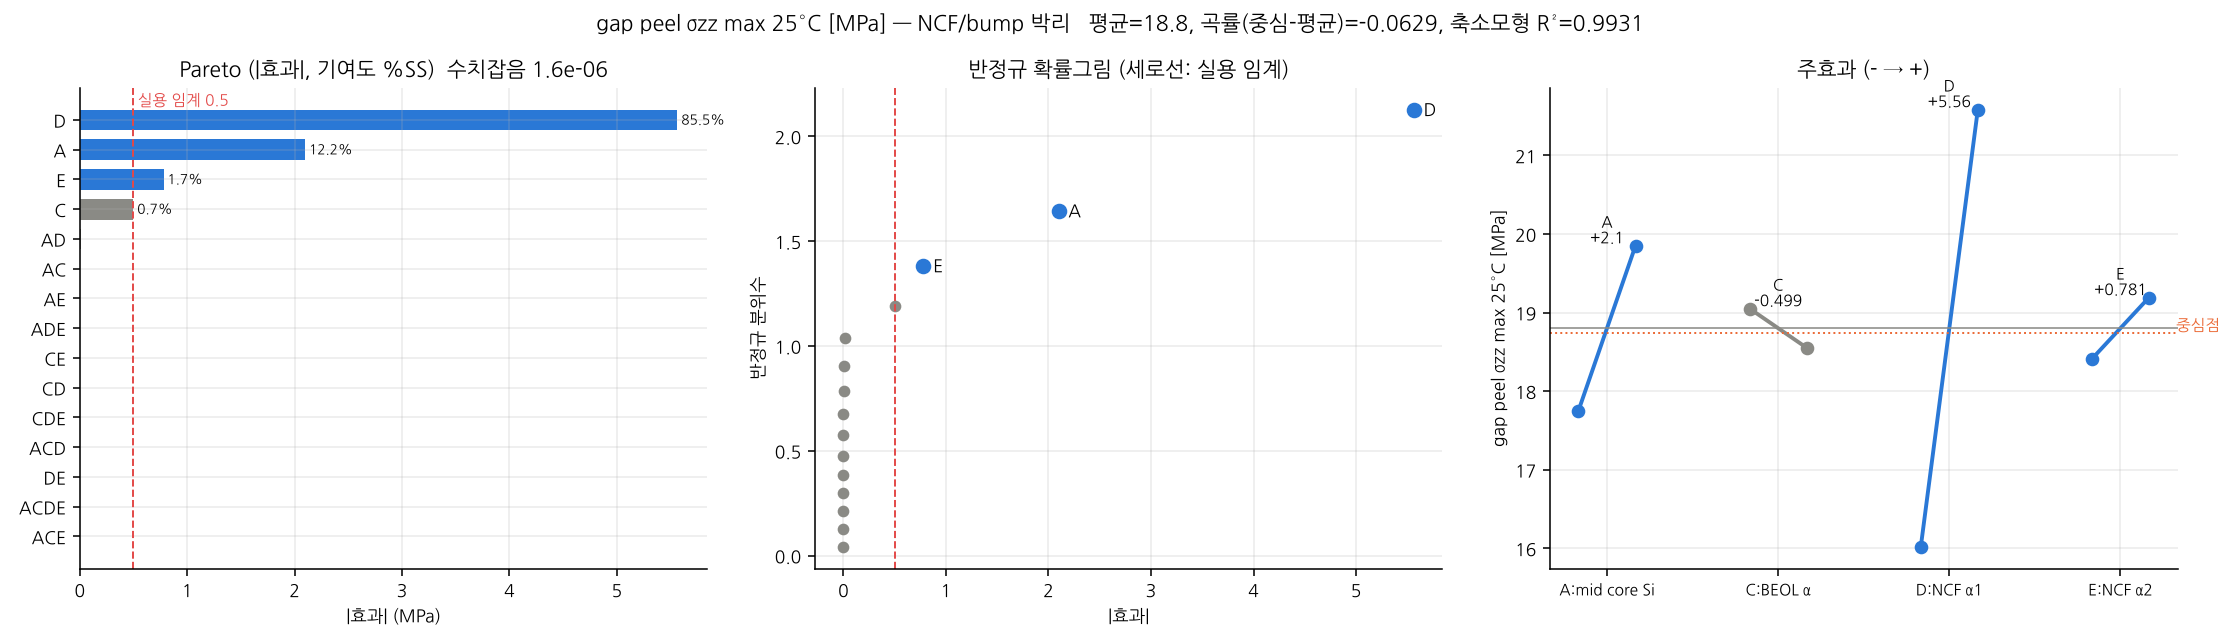 gap peel σzz max 25°C [MPa] — NCF/bump 박리   평균=18.8, 곡률(중심-평균)=-0.0629, 축소모형 R²=0.9931
Pareto (|효과|, 기여도 %SS)  수치잡음 1.6e-06
실용 임계 0.5
D
85.5%
A
12.2%
E
1.7%
C
0.7%
AD
AC
AE
ADE
CE
CD
CDE
ACD
DE
ACDE
ACE
0 1 2 3 4 5
|효과| (MPa)
반정규 확률그림 (세로선: 실용 임계)
반정규 분위수
2.0
1.5
1.0
0.5
0.0
D
A
E
0 1 2 3 4 5
|효과|
주효과 (- → +)
gap peel σzz max 25°C [MPa]
21
20
19
18
17
16
A
+2.1
C
-0.499
D
+5.56
E
+0.781
중심점
A:mid core Si C:BEOL α D:NCF α1 E:NCF α2